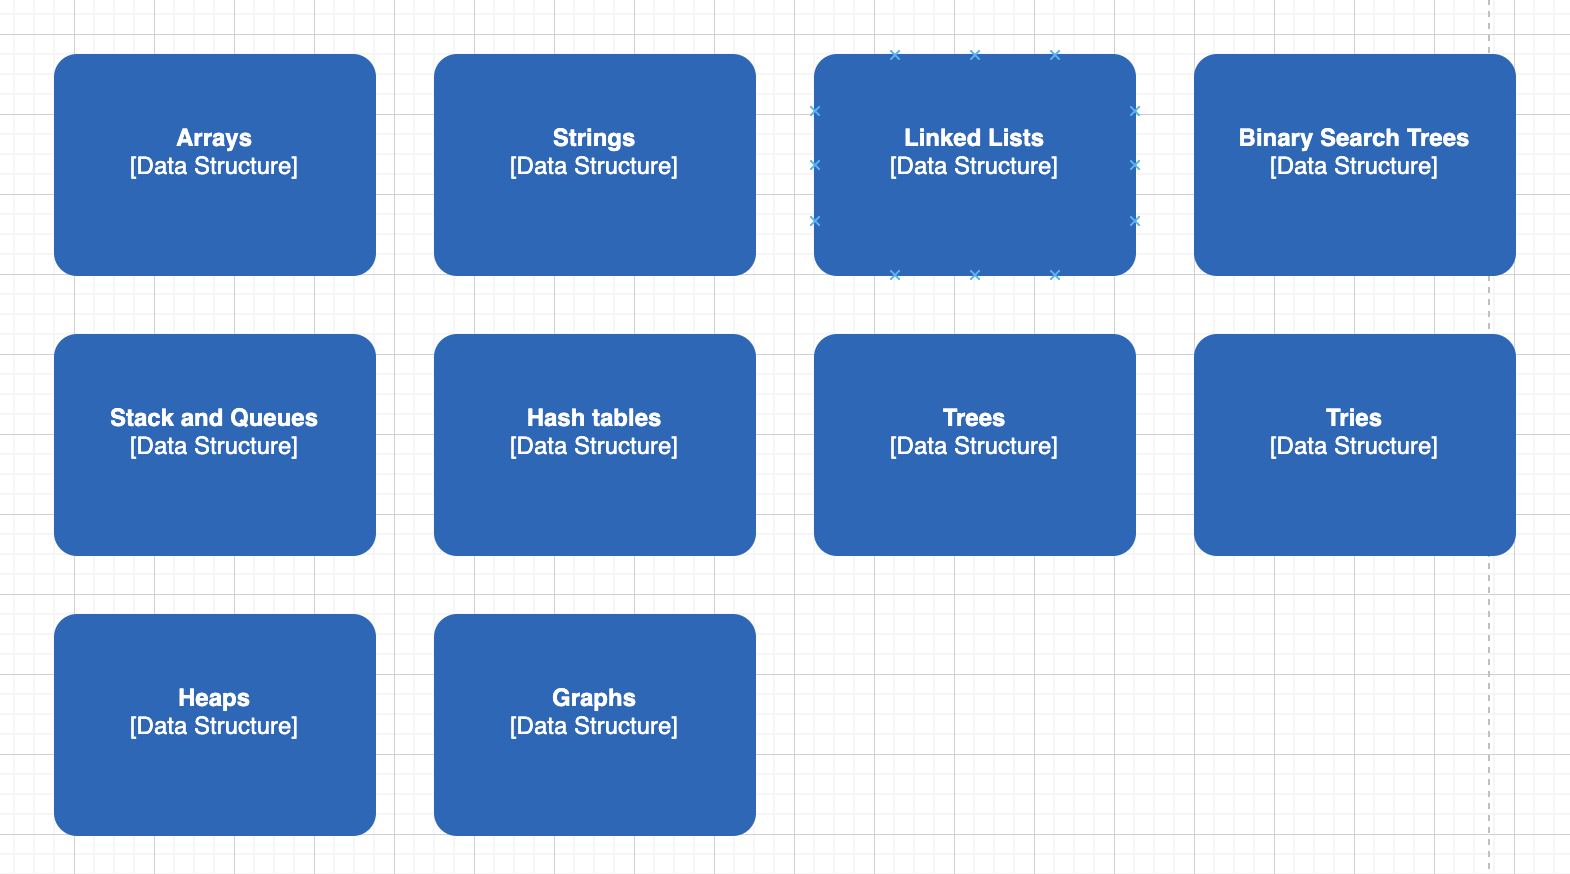 Arrays
[Data Structure]
Strings
[Data Structure]
Linked Lists
[Data Structure]
Binary Search Trees
[Data Structure]
Stack and Queues
[Data Structure]
Hash tables
[Data Structure]
Trees
[Data Structure]
Tries
[Data Structure]
Heaps
[Data Structure]
Graphs
[Data Structure]